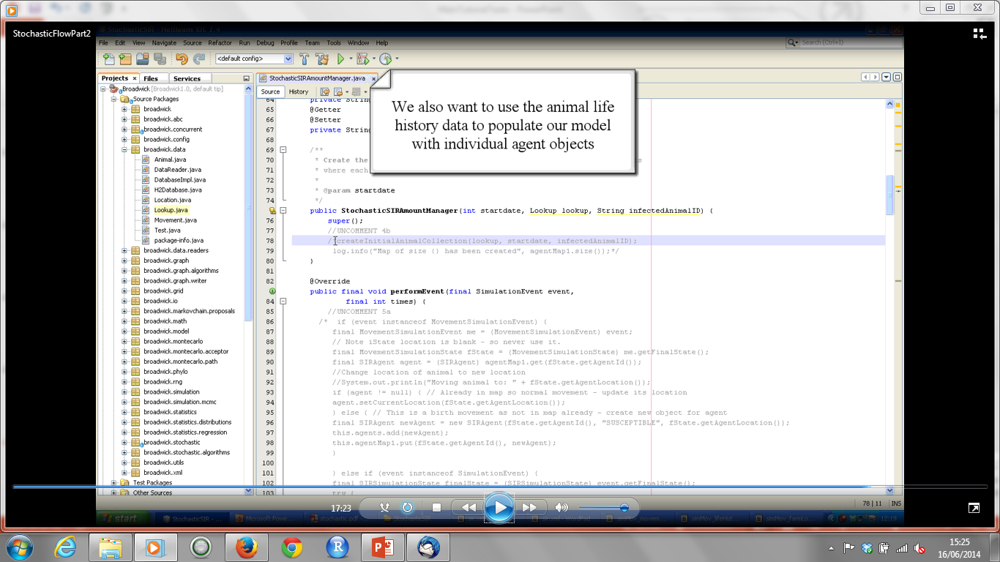 StochasticFlowPart2
StochasticSIR - NetBeans IDE 7.4
File Edit View Navigate Source Refactor Run Debug Profile Team Tools Window Help
Search (Ctrl+I)
<default config>
Projects Files Services
StochasticSIRAmountManager.java
Source History
We also want to use the animal life
history data to populate our model
with individual agent objects
Broadwick [Broadwick1.0, default tip]
Source Packages
broadwick
broadwick.abc
broadwick.concurrent
broadwick.config
broadwick.data
Animal.java
DataReader.java
DatabaseImpl.java
H2Database.java
Location.java
Lookup.java
Movement.java
Test.java
package-info.java
broadwick.data.readers
broadwick.graph
broadwick.graph.algorithms
broadwick.graph.writer
broadwick.grid
broadwick.io
broadwick.markovchain.proposals
broadwick.math
broadwick.model
broadwick.montecarlo
broadwick.montecarlo.acceptor
broadwick.montecarlo.path
broadwick.phylo
broadwick.rng
broadwick.simulation
broadwick.simulation.mcmc
broadwick.statistics
broadwick.statistics.distributions
broadwick.statistics.regression
broadwick.stochastic
broadwick.stochastic.algorithms
broadwick.utils
broadwick.xml
Test Packages
Other Sources
64 private String
65 @Getter
66 @Setter
67 private String
68
69 /**
70 * Create the
71 * where each
72 *
73 * @param startdate
74 */
public StochasticSIRAmountManager(int startdate, Lookup lookup, String infectedAnimalID) {
76 super();
77 //UNCOMMENT 4b
78 /*createInitialAnimalCollection(lookup, startdate, infectedAnimalID);
79 log.info("Map of size {} has been created", agentMap1.size());*/
80 }
81
82 @Override
public final void performEvent(final SimulationEvent event,
84 final int times) {
85 //UNCOMMENT 5a
86 /* if (event instanceof MovementSimulationEvent) {
87 final MovementSimulationEvent me = (MovementSimulationEvent) event;
88 // Note iState location is blank - so never use it.
89 final MovementSimulationState fState = (MovementSimulationState) me.getFinalState();
90 final SIRAgent agent = (SIRAgent) agentMap1.get(fState.getAgentId());
91 //Change location of animal to new location
92 //System.out.println("Moving animal to: " + fState.getAgentLocation());
93 if (agent != null) { // Already in map so normal movement - update its location
94 agent.setCurrentLocation(fState.getAgentLocation());
95 } else { // This is a birth movement as not in map already - create new object for agent
96 final SIRAgent newAgent = new SIRAgent(fState.getAgentId(), "SUSCEPTIBLE", fState.getAgentLocation());
97 this.agents.add(newAgent);
98 this.agentMap1.put(fState.getAgentId(), newAgent);
99 }
100
101 } else if (event instanceof SimulationEvent) {
102 final SIRSimulationState finalState = (SIRSimulationState) event.getFinalState();
103 try {
78 | 11 INS
17:23
start StochasticSIR Microsoft Power stochastic.pdf StochasticSIR WordPad 12:19
15:25
16/06/2014